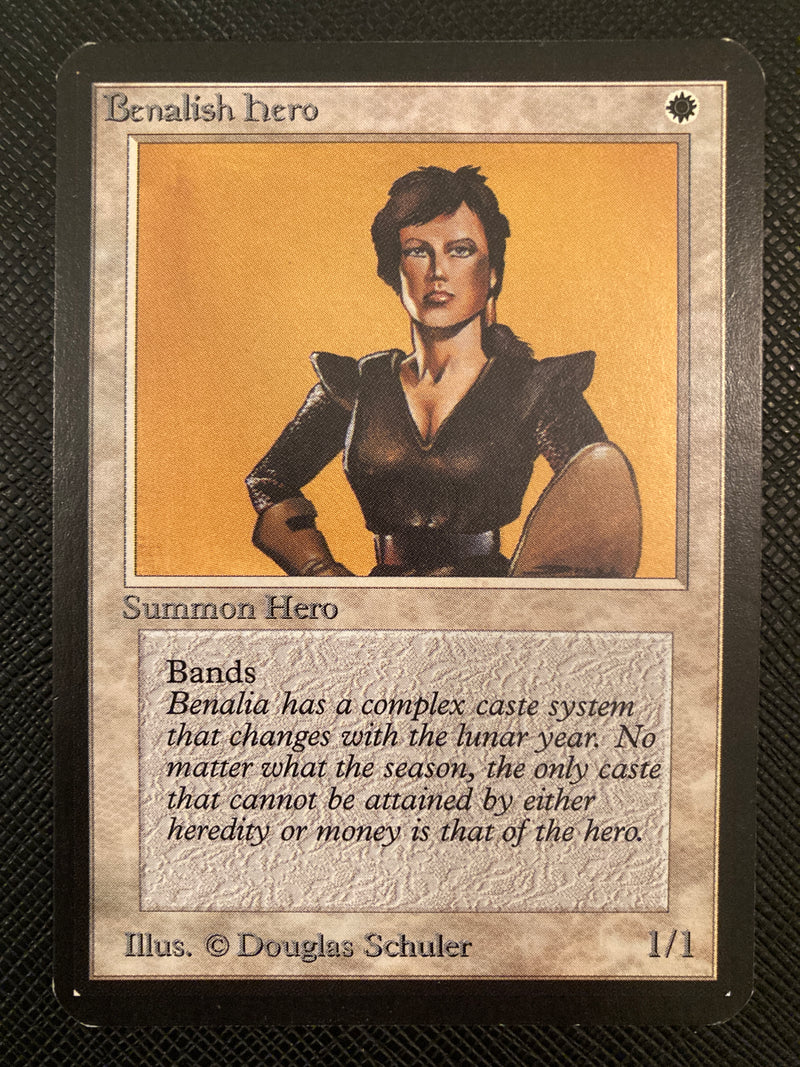 Benalish Hero
Summon Hero
Bands
Benalia has a complex caste system
that changes with the lunar year. No
matter what the season, the only caste
that cannot be attained by either
heredity or money is that of the hero.
Illus. © Douglas Schuler
1/1